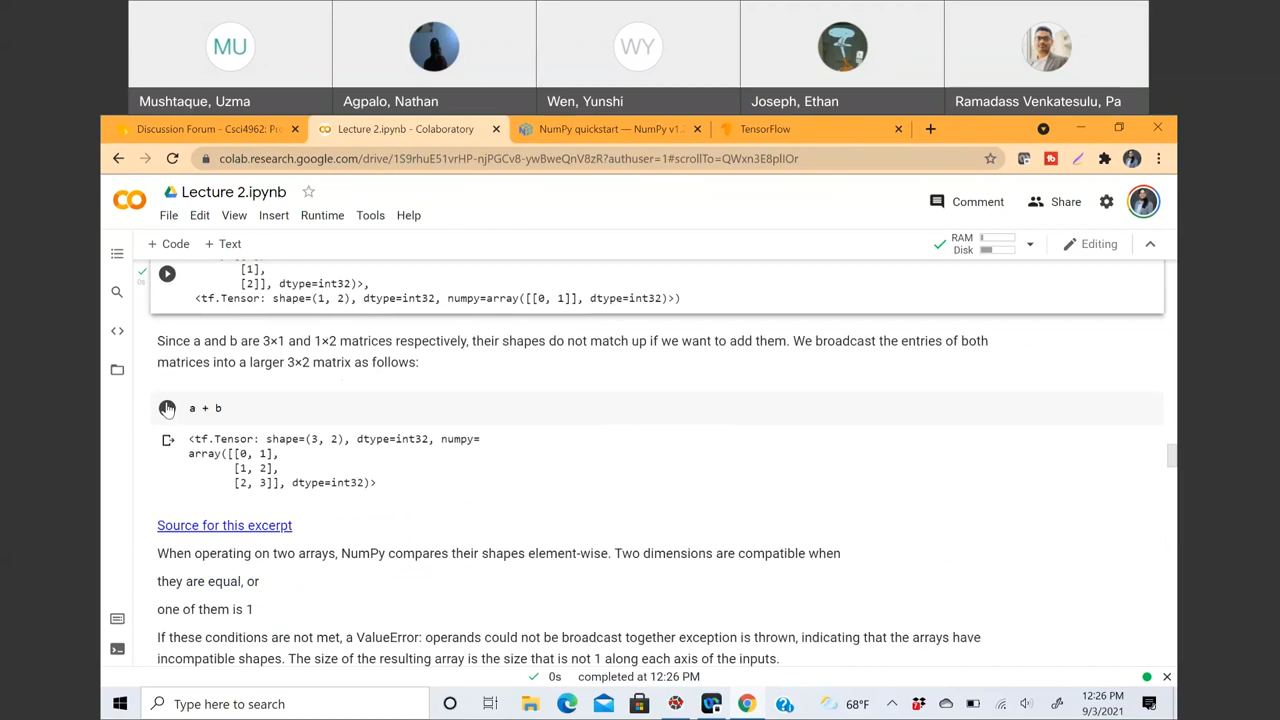 MU
WY
Mushtaque, Uzma
Agpalo, Nathan
Wen, Yunshi
Joseph, Ethan
Ramadass Venkatesulu, Pa
Discussion Forum - Csci4962: Pr
Lecture 2.ipynb - Colaboratory
NumPy quickstart — NumPy v1.
TensorFlow
colab.research.google.com/drive/1S9rhuE51vrHP-njPGCv8-ywBweQnV8zR?authuser=1#scrollTo=QWxn3E8plIOr
Lecture 2.ipynb
Comment
Share
File Edit View Insert Runtime Tools Help
+ Code + Text
RAM
Disk
Editing
0s
[1],
[2]], dtype=int32)>,
<tf.Tensor: shape=(1, 2), dtype=int32, numpy=array([[0, 1]], dtype=int32)>)
Since a and b are 3×1 and 1×2 matrices respectively, their shapes do not match up if we want to add them. We broadcast the entries of both
matrices into a larger 3×2 matrix as follows:
a + b
<tf.Tensor: shape=(3, 2), dtype=int32, numpy=
array([[0, 1],
[1, 2],
[2, 3]], dtype=int32)>
Source for this excerpt
When operating on two arrays, NumPy compares their shapes element-wise. Two dimensions are compatible when
they are equal, or
one of them is 1
If these conditions are not met, a ValueError: operands could not be broadcast together exception is thrown, indicating that the arrays have
incompatible shapes. The size of the resulting array is the size that is not 1 along each axis of the inputs.
0s completed at 12:26 PM
Type here to search
68°F
12:26 PM
9/3/2021